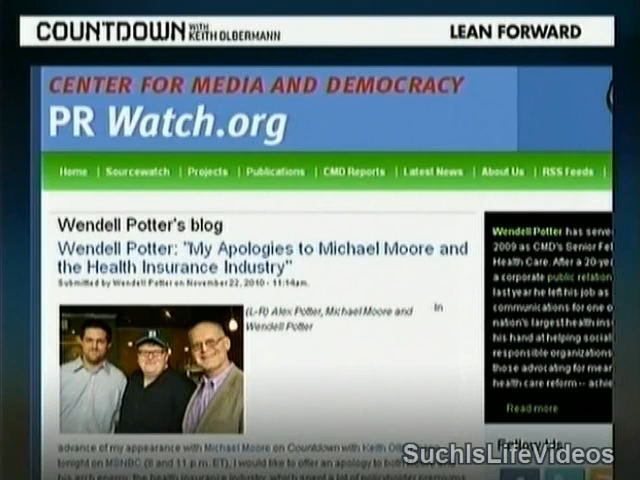 COUNTDOWN WITH KEITH OLBERMANN
LEAN FORWARD
CENTER FOR MEDIA AND DEMOCRACY
PR Watch.org
Home | Sourcewatch | Projects | Publications | CMD Reports | Latest News | About Us | RSS Feeds |
Wendell Potter's blog
Wendell Potter: "My Apologies to Michael Moore and
the Health Insurance Industry"
Submitted by Wendell Potter on November 22, 2010 - 11:14am.
(L-R) Alex Potter, Michael Moore and
Wendell Potter
In
advance of my appearance with Michael Moore on Countdown with Keith
tonight on MSNBC (8 and 11 p.m. ET), I would like to offer an apology to both
Wendell Potter has serve
2009 as CMD's Senior Fel
Health Care. After a 20-yea
a corporate public relation
last year he left his job as
communications for one o
nation's largest health ins
his hand at helping social
responsible organizations
those advocating for mean
health care reform -- achie
Read more
Follow Us
SuchIsLifeVideos